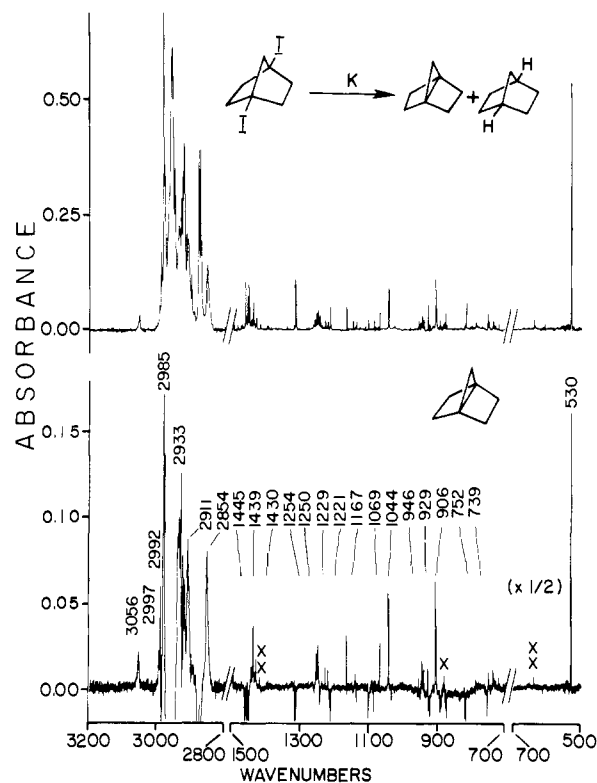 ABSORBANCE
0.50
0.25
0.00
I
I
K
+
H
H
0.15
0.10
0.05
0.00
3056
2997
2992
2985
2933
2911
2854
1445
1439
1430
1254
1250
1229
1221
1167
1069
1044
946
929
906
752
739
530
(x 1/2)
X
X
X
X
X
3200 3000 2800 1500 1300 1100 900 700 700 500
WAVENUMBERS